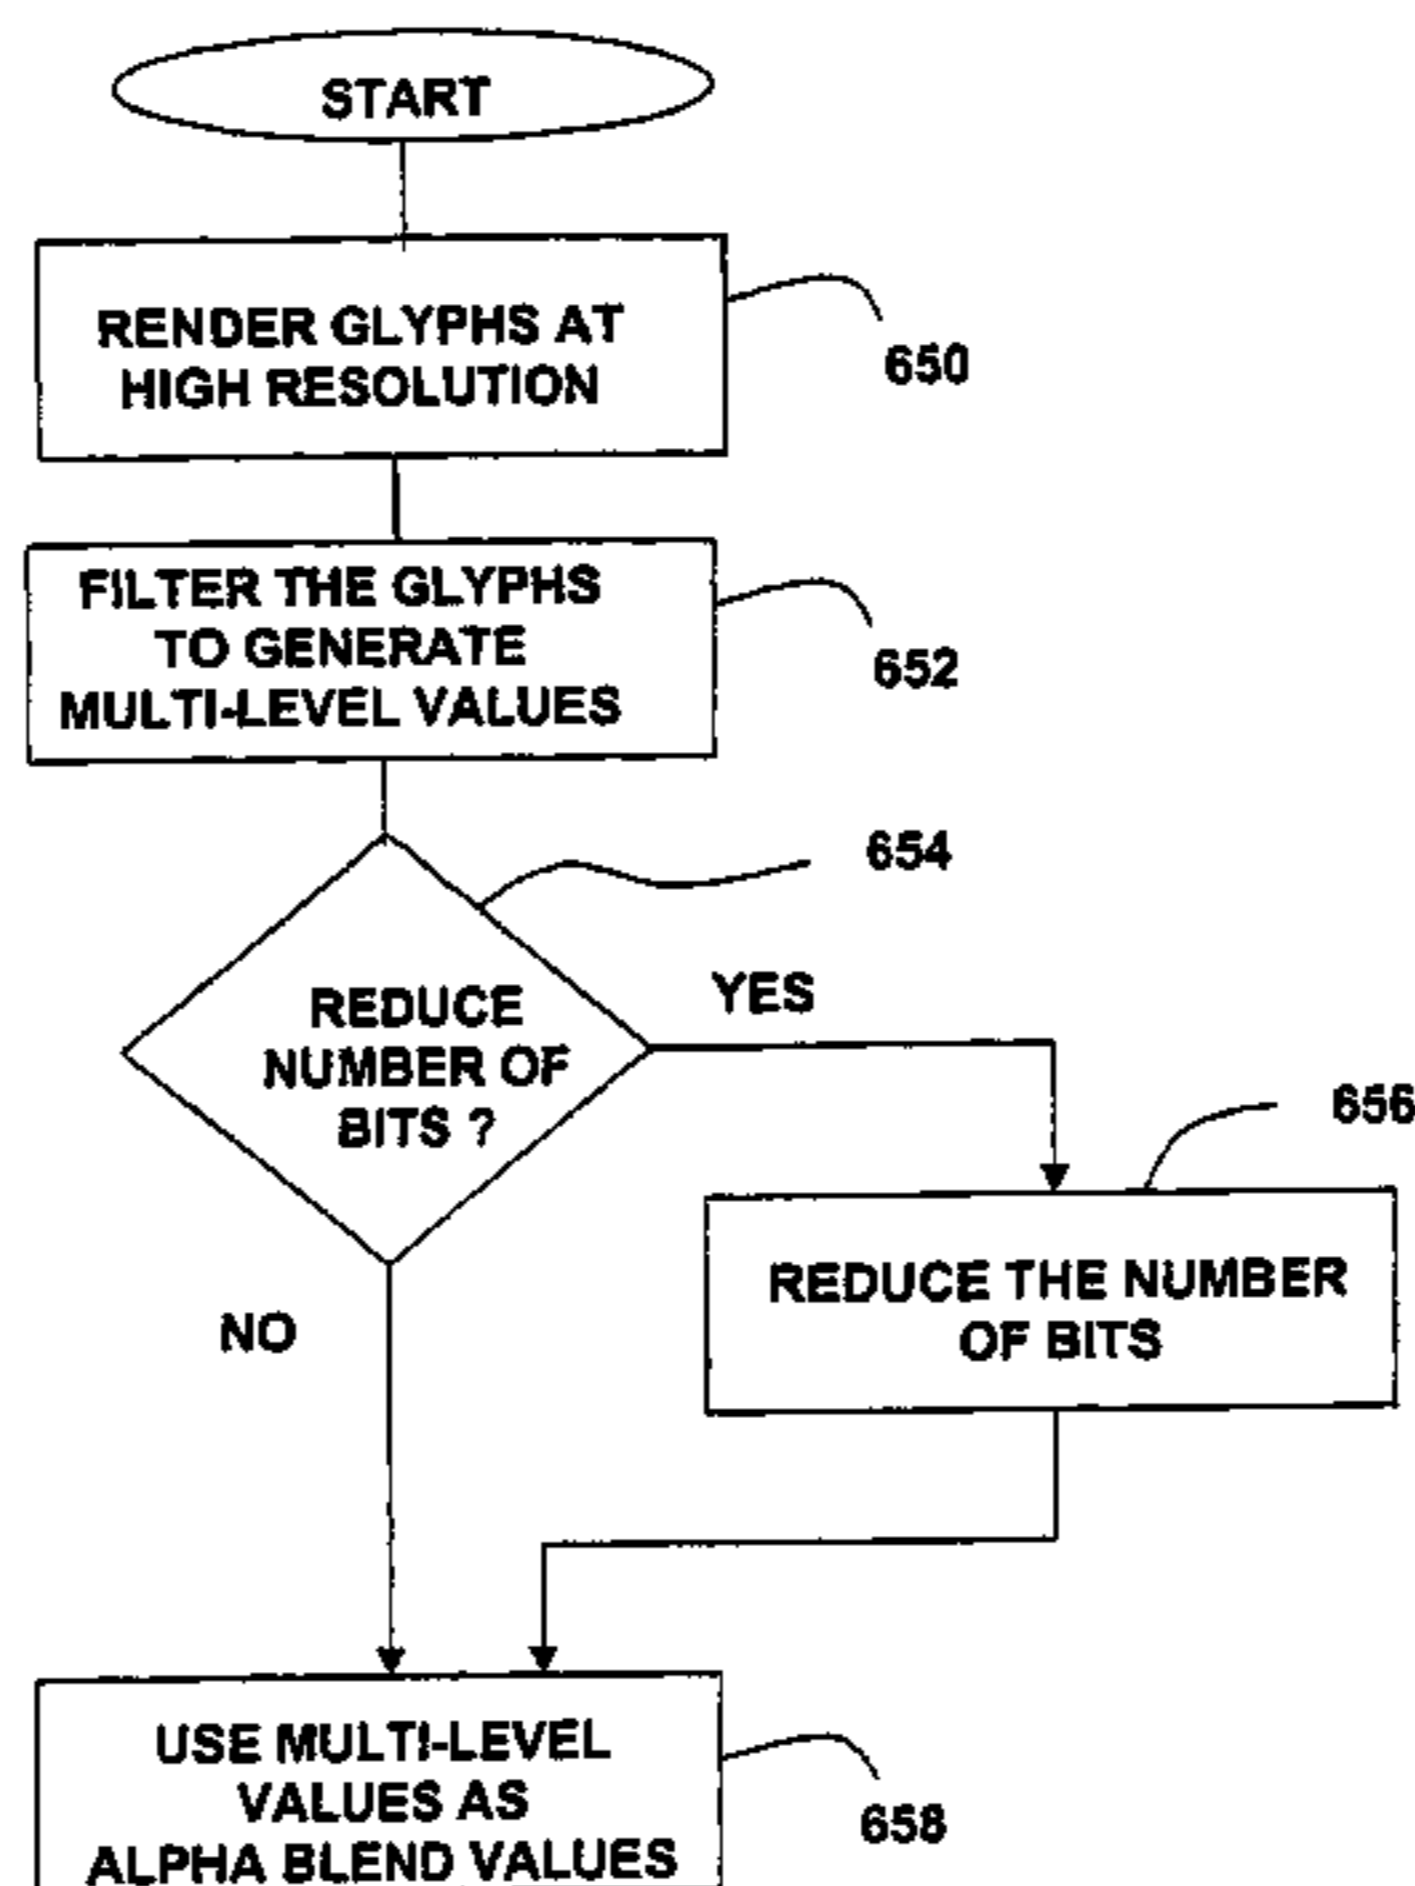 START
RENDER GLYPHS AT
HIGH RESOLUTION
650
FILTER THE GLYPHS
TO GENERATE
MULTI-LEVEL VALUES
652
654
REDUCE
NUMBER OF
BITS ?
YES
656
REDUCE THE NUMBER
OF BITS
NO
USE MULTI-LEVEL
VALUES AS
ALPHA BLEND VALUES
658